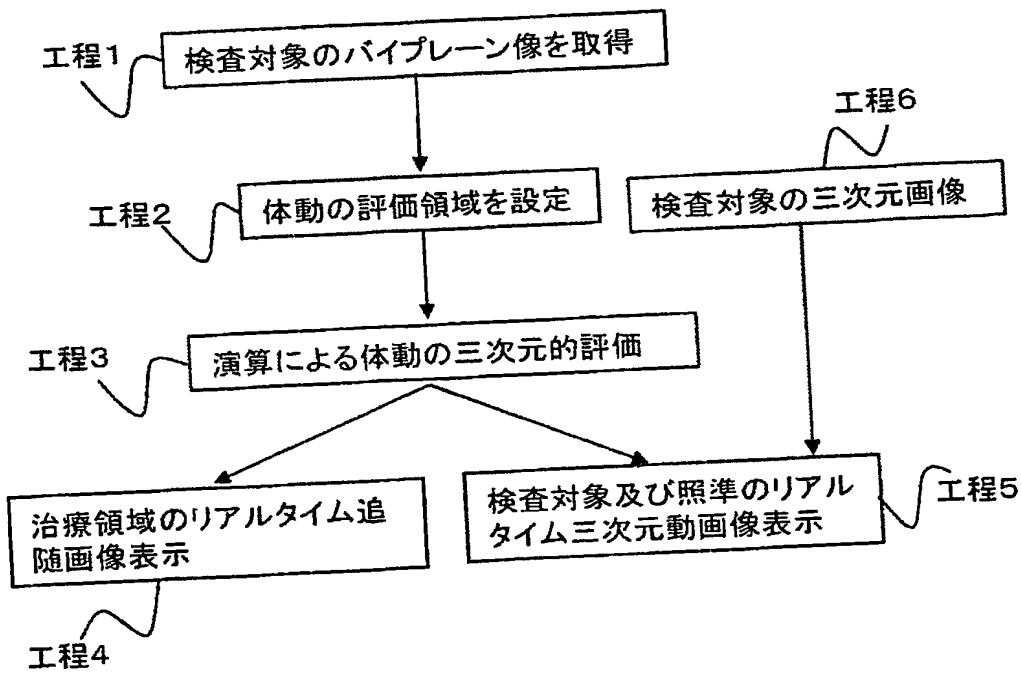 工程1
検査対象のバイプレーン像を取得
工程6
工程2
体動の評価領域を設定
検査対象の三次元画像
工程3
演算による体動の三次元的評価
治療領域のリアルタイム追
随画像表示
検査対象及び照準のリアル
タイム三次元動画像表示
工程5
工程4